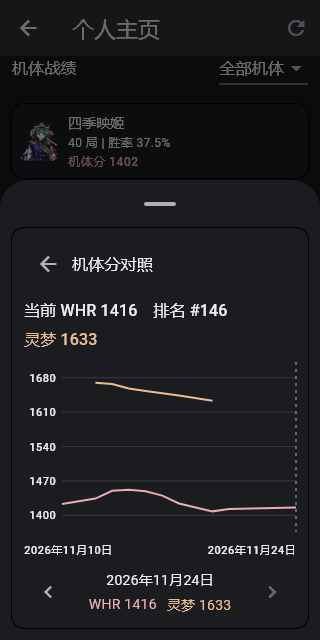 个人主页
机体战绩 全部机体
四季映姬
40 局 | 胜率 37.5%
机体分 1402
机体分对照
当前 WHR 1416 排名 #146
灵梦 1633
1680
1610
1540
1470
1400
2026年11月10日 2026年11月24日
2026年11月24日
WHR 1416 灵梦 1633